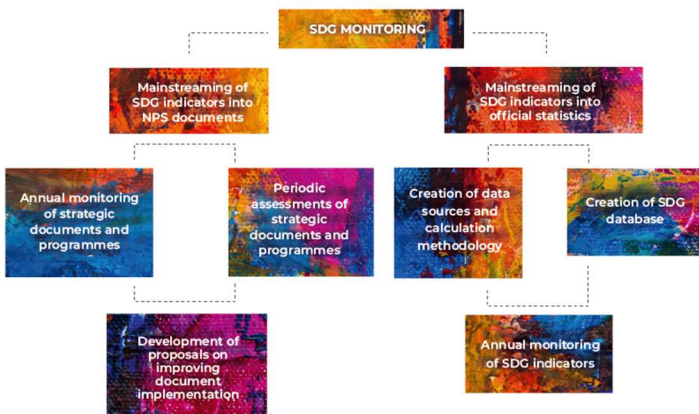 SDG MONITORING
Mainstreaming of
SDG indicators into
NPS documents
Mainstreaming of
SDG indicators into
official statistics
Annual monitoring
of strategic
documents and
programmes
Periodic
assessments of
strategic
documents and
programmes
Creation of data
sources and
calculation
methodology
Creation of SDG
database
Development of
proposals on
improving
document
implementation
Annual monitoring
of SDG indicators